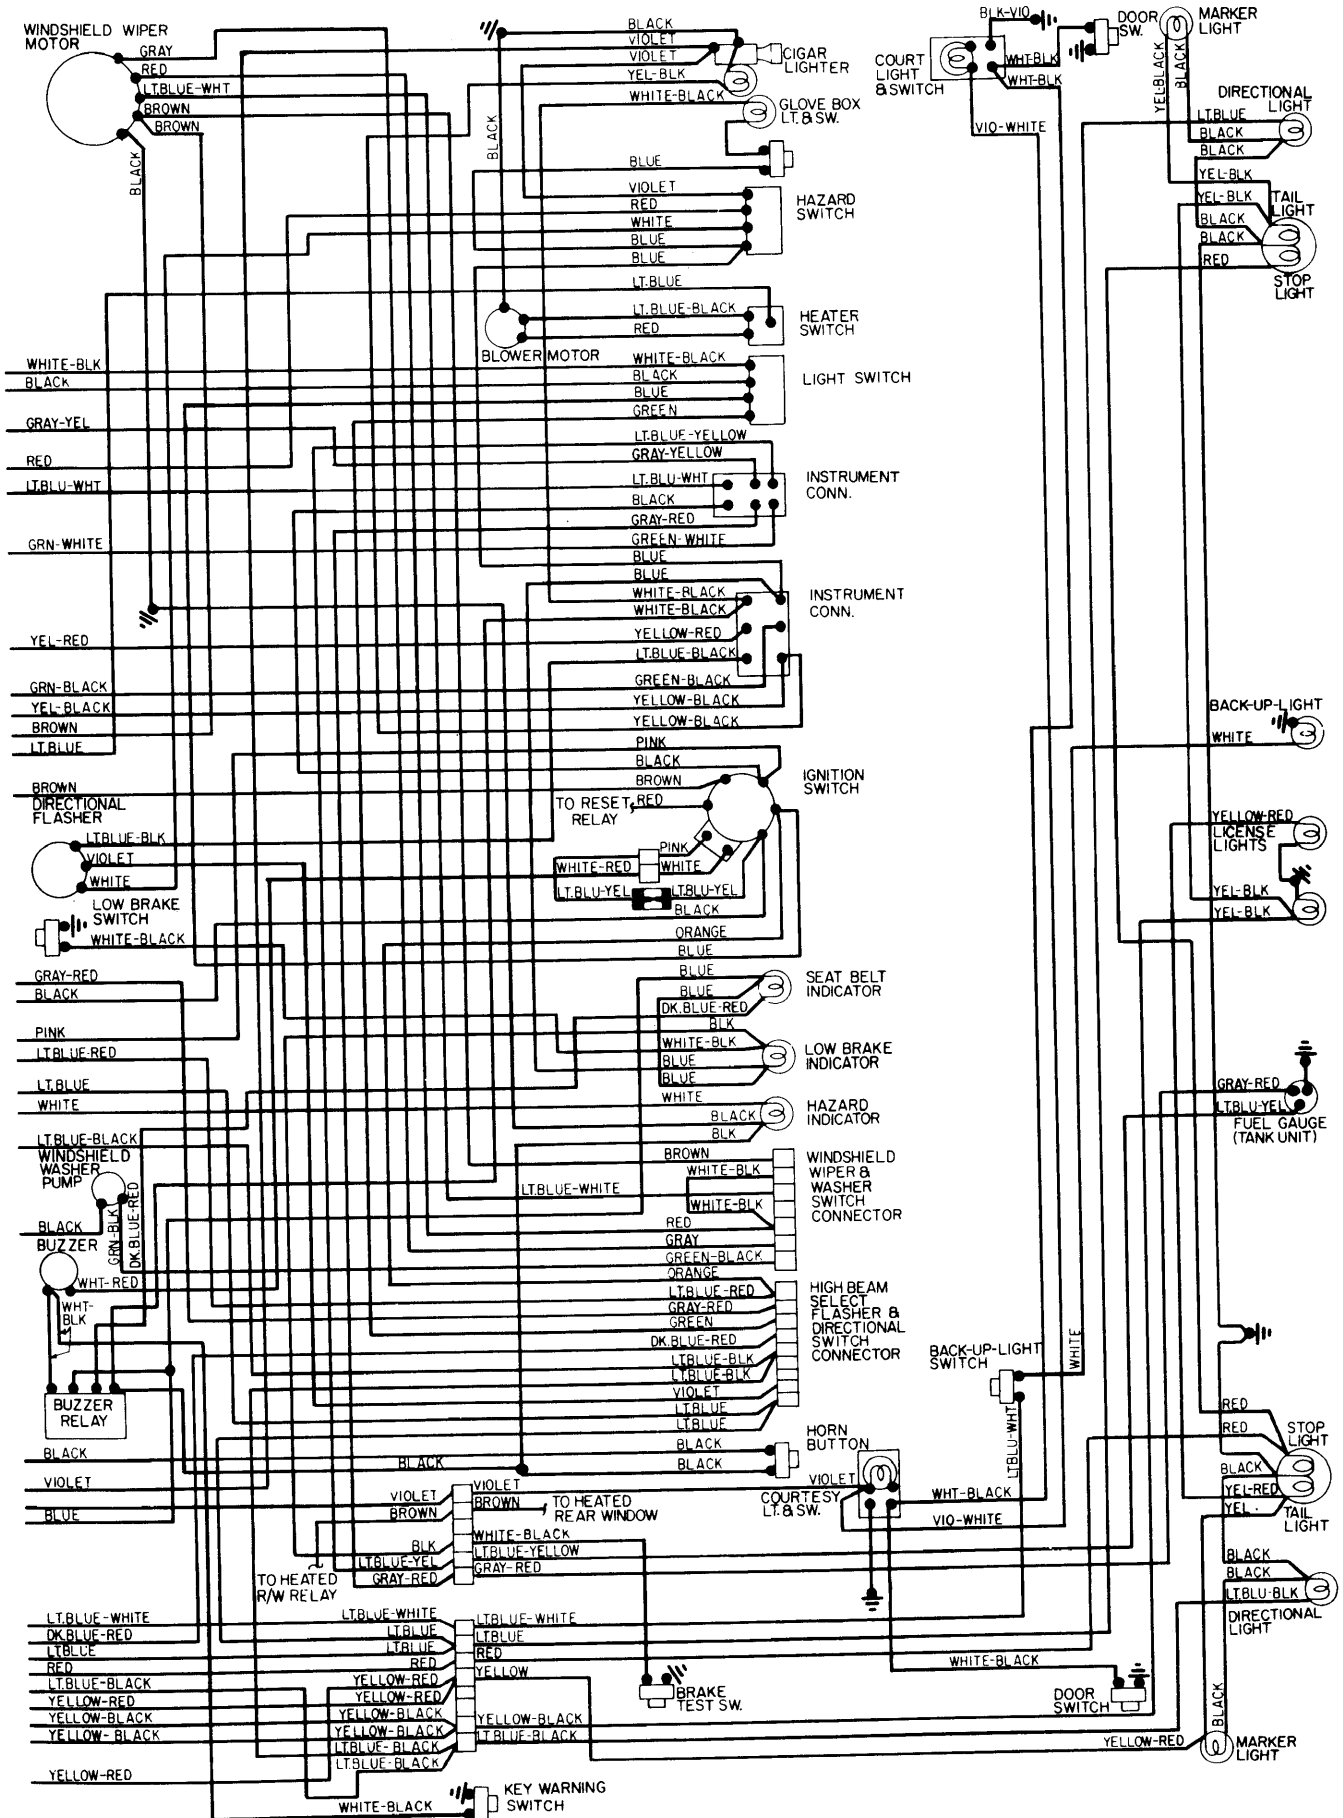 WINDSHIELD WIPER
MOTOR
GRAY
RED
LT.BLUE-WHT
BROWN
BROWN
BLACK
BLACK
VIOLET
VIOLET
YEL-BLK
WHITE-BLACK
CIGAR
LIGHTER
GLOVE BOX
LT.& SW.
BLACK
BLUE
VIOLET
RED
WHITE
BLUE
BLUE
HAZARD
SWITCH
LT.BLUE
LT.BLUE-BLACK
RED
HEATER
SWITCH
BLOWER MOTOR
BLK-VIO
COURT
LIGHT
& SWITCH
WHT-BLK
WHT-BLK
VIO-WHITE
DOOR
SW.
MARKER
LIGHT
YEL-BLACK
BLACK
DIRECTIONAL
LIGHT
LT.BLUE
BLACK
BLACK
YEL-BLK
YEL-BLK
TAIL
LIGHT
BLACK
BLACK
RED
STOP
LIGHT
WHITE-BLK
BLACK
GRAY-YEL
RED
LT.BLU-WHT
GRN-WHITE
WHITE-BLACK
BLACK
BLUE
GREEN
LIGHT SWITCH
LT.BLUE-YELLOW
GRAY-YELLOW
LT.BLU-WHT
BLACK
GRAY-RED
GREEN-WHITE
INSTRUMENT
CONN.
BLUE
BLUE
WHITE-BLACK
WHITE-BLACK
YELLOW-RED
LT.BLUE-BLACK
GREEN-BLACK
YELLOW-BLACK
YELLOW-BLACK
INSTRUMENT
CONN.
YEL-RED
GRN-BLACK
YEL-BLACK
BROWN
LT.BLUE
BROWN
PINK
BLACK
BROWN
TO RESET
RELAY
RED
IGNITION
SWITCH
PINK
WHITE-RED
WHITE
LT.BLU-YEL
LT.BLU-YEL
BLACK
ORANGE
BLUE
DIRECTIONAL
FLASHER
LTBLUE-BLK
VIOLET
WHITE
LOW BRAKE
SWITCH
WHITE-BLACK
BACK-UP-LIGHT
WHITE
YELLOW-RED
LICENSE
LIGHTS
YEL-BLK
YEL-BLK
GRAY-RED
BLACK
PINK
LT.BLUE-RED
LT.BLUE
WHITE
LT.BLUE-BLACK
BLUE
BLUE
DK.BLUE-RED
SEAT BELT
INDICATOR
BLK
WHITE-BLK
BLUE
BLUE
LOW BRAKE
INDICATOR
WHITE
BLACK
BLK
HAZARD
INDICATOR
GRAY-RED
LT.BLU-YEL
FUEL GAUGE
(TANK UNIT)
WINDSHIELD
WASHER
PUMP
BLACK
GRN-BLK
DK.BLUE-RED
BROWN
WHITE-BLK
LT.BLUE-WHITE
WHITE-BLK
RED
GRAY
GREEN-BLACK
WINDSHIELD
WIPER &
WASHER
SWITCH
CONNECTOR
BUZZER
WHT-RED
WHT-
BLK
BUZZER
RELAY
ORANGE
LT.BLUE-RED
GRAY-RED
GREEN
DK.BLUE-RED
LTBLUE-BLK
LT.BLUE-BLK
VIOLET
LT.BLUE
LT.BLUE
HIGH BEAM
SELECT
FLASHER &
DIRECTIONAL
SWITCH
CONNECTOR
BACK-UP-LIGHT
SWITCH
WHITE
LTBLU-WHT
HORN
BUTTON
BLACK
BLACK
BLACK
VIOLET
BLUE
BLACK
VIOLET
BROWN
BLK
LT.BLUE-YEL
GRAY-RED
VIOLET
BROWN
TO HEATED
REAR WINDOW
WHITE-BLACK
LT.BLUE-YELLOW
GRAY-RED
TO HEATED
R/W RELAY
VIOLET
COURTESY
LT.& SW.
WHT-BLACK
VIO-WHITE
RED
RED
STOP
LIGHT
BLACK
YEL-RED
YEL.
TAIL
LIGHT
BLACK
BLACK
LT.BLU-BLK
DIRECTIONAL
LIGHT
LT.BLUE-WHITE
DK.BLUE-RED
LTBLUE
RED
LT.BLUE-BLACK
YELLOW-RED
YELLOW-BLACK
YELLOW-BLACK
YELLOW-RED
LT.BLUE-WHITE
LT.BLUE
LTBLUE
RED
YELLOW-RED
YELLOW-RED
YELLOW-BLACK
YELLOW-BLACK
LT.BLUE-BLACK
LT.BLUE-BLACK
LTBLUE-WHITE
LTBLUE
RED
YELLOW
YELLOW-BLACK
LT.BLUE-BLACK
BRAKE
TEST SW.
WHITE-BLACK
DOOR
SWITCH
BLACK
YELLOW-RED
MARKER
LIGHT
WHITE-BLACK
KEY WARNING
SWITCH